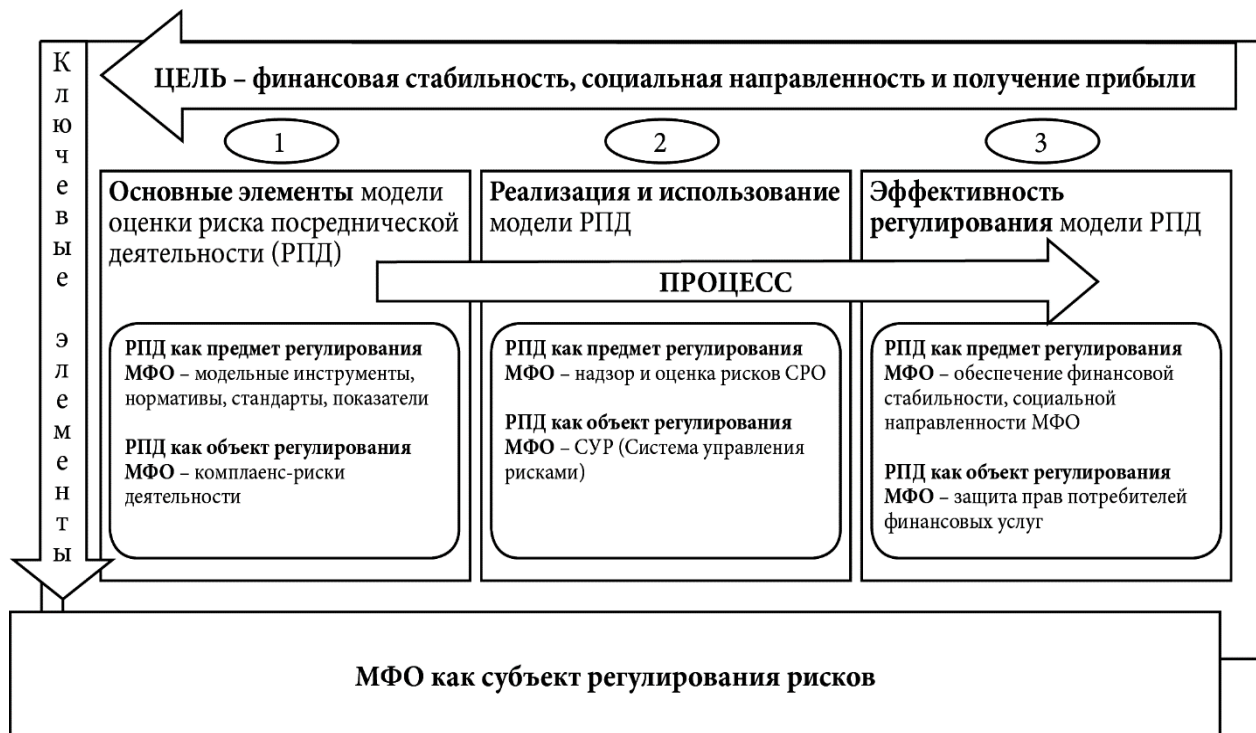 Ключевые элементы
ЦЕЛЬ – финансовая стабильность, социальная направленность и получение прибыли
1
Основные элементы модели
оценки риска посреднической
деятельности (РПД)
2
Реализация и использование
модели РПД
3
Эффективность
регулирования модели РПД
ПРОЦЕСС
РПД как предмет регулирования
МФО – модельные инструменты,
нормативы, стандарты, показатели
РПД как объект регулирования
МФО – комплаенс-риски
деятельности
РПД как предмет регулирования
МФО – надзор и оценка рисков СРО
РПД как объект регулирования
МФО – СУР (Система управления
рисками)
РПД как предмет регулирования
МФО – обеспечение финансовой
стабильности, социальной
направленности МФО
РПД как объект регулирования
МФО – защита прав потребителей
финансовых услуг
МФО как субъект регулирования рисков